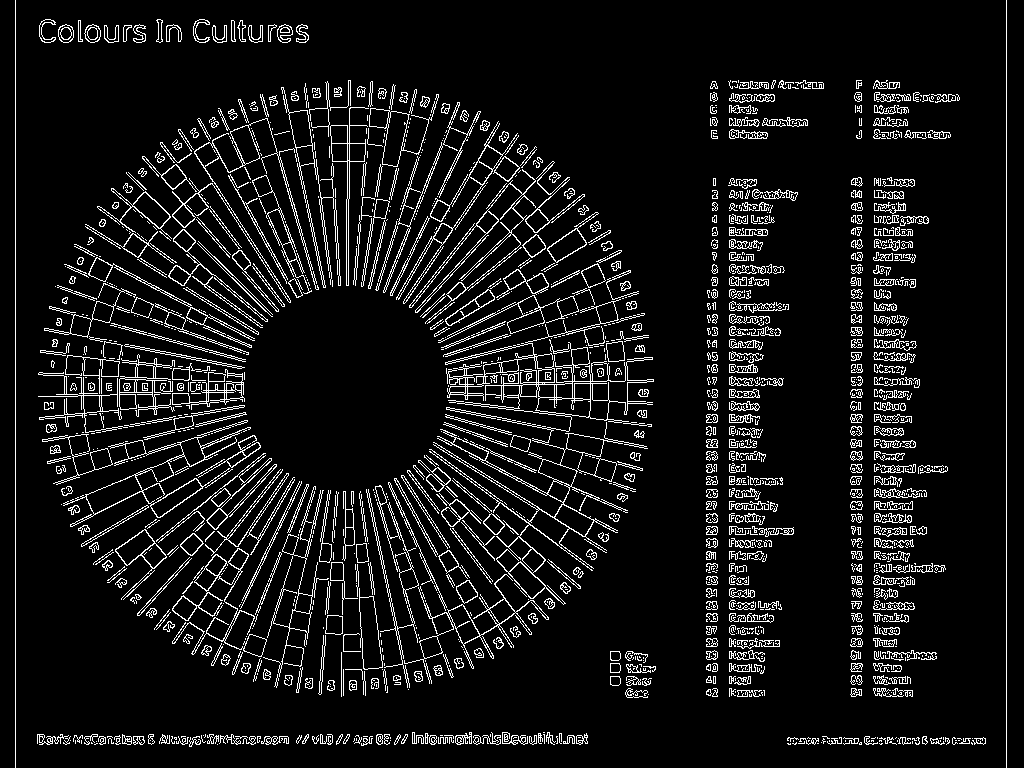 Colours In Cultures
A Western / American
B Japanese
C Hindu
D Native American
E Chinese
F Asian
G Eastern European
H Muslim
I African
J South American
1 Anger
2 Art / Creativity
3 Authority
4 Bad Luck
5 Balance
6 Beauty
7 Calm
8 Celebration
9 Children
10 Cold
11 Compassion
12 Courage
13 Cowardice
14 Cruelty
15 Danger
16 Death
17 Decadence
18 Deceit
19 Desire
20 Earthy
21 Energy
22 Erotic
23 Eternity
24 Evil
25 Excitement
26 Family
27 Femininity
28 Fertility
29 Flamboyance
30 Freedom
31 Friendly
32 Fun
33 God
34 Gods
35 Good Luck
36 Gratitude
37 Growth
38 Happiness
39 Healing
40 Healthy
41 Heat
42 Heaven
43 Holiness
44 Illness
45 Insight
46 Intelligence
47 Intuition
48 Religion
49 Jealousy
50 Joy
51 Learning
52 Life
53 Love
54 Loyalty
55 Luxury
56 Marriage
57 Modesty
58 Money
59 Mourning
60 Mystery
61 Nature
62 Passion
63 Peace
64 Penance
65 Power
66 Personal power
67 Purity
68 Radicalism
69 Rational
70 Reliable
71 Repels Evil
72 Respect
73 Royalty
74 Self-cultivation
75 Strength
76 Style
77 Success
78 Trouble
79 Truce
80 Trust
81 Unhappiness
82 Virtue
83 Warmth
84 Wisdom
Gray
Yellow
Silver
Gold
David McCandless & AlwaysWithHonor.com // v1.0 // Apr 09 // InformationIsBeautiful.net